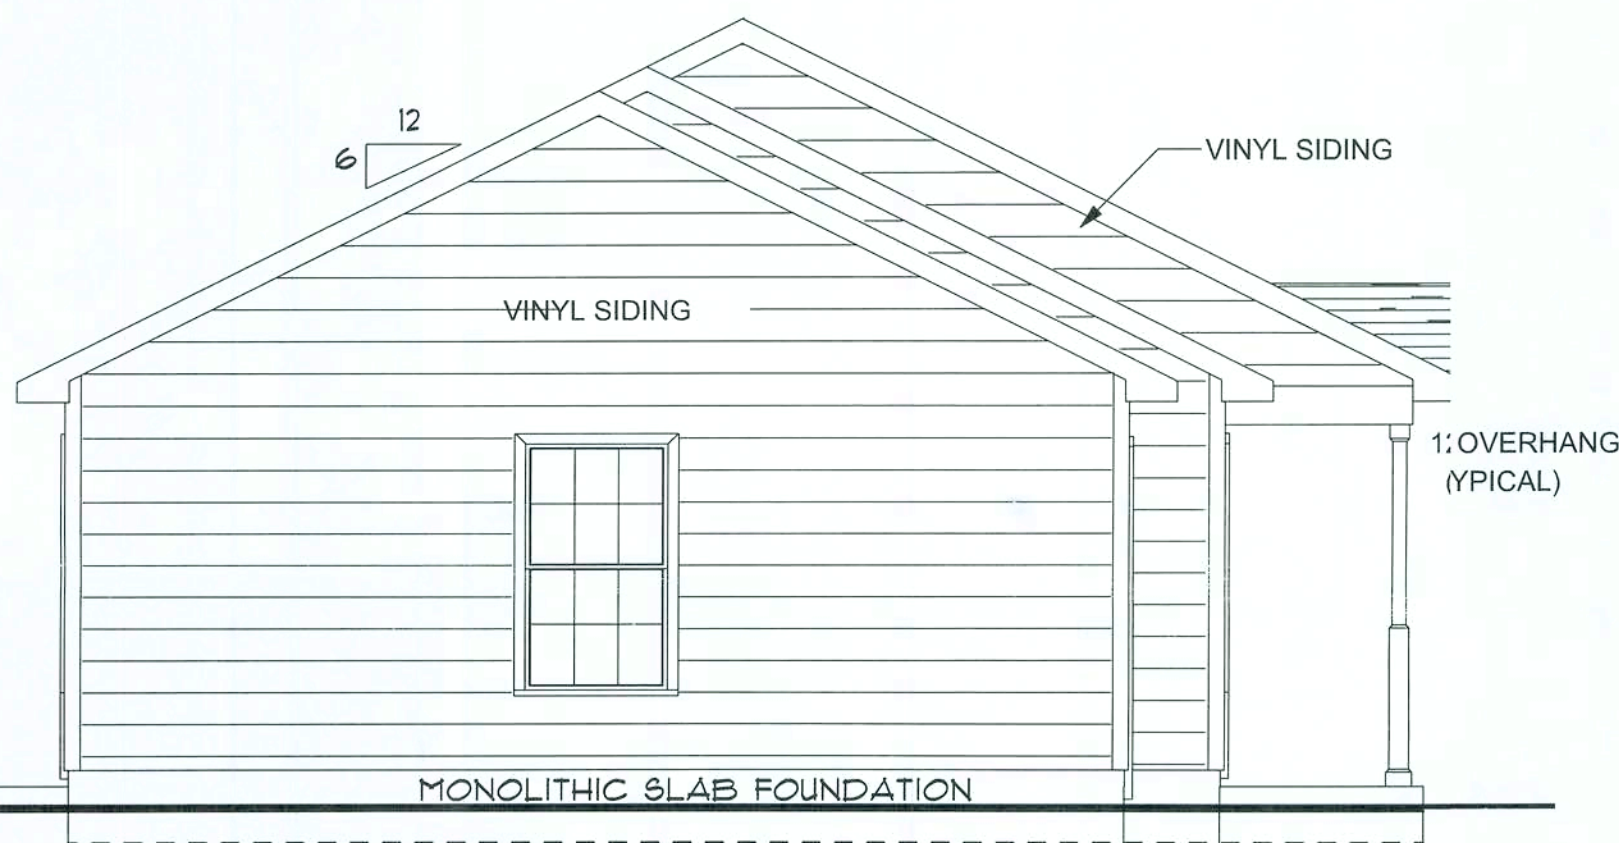 12
6
VINYL SIDING
VINYL SIDING
OVERHANG
YPICAL)
MONOLITHIC SLAB FOUNDATION